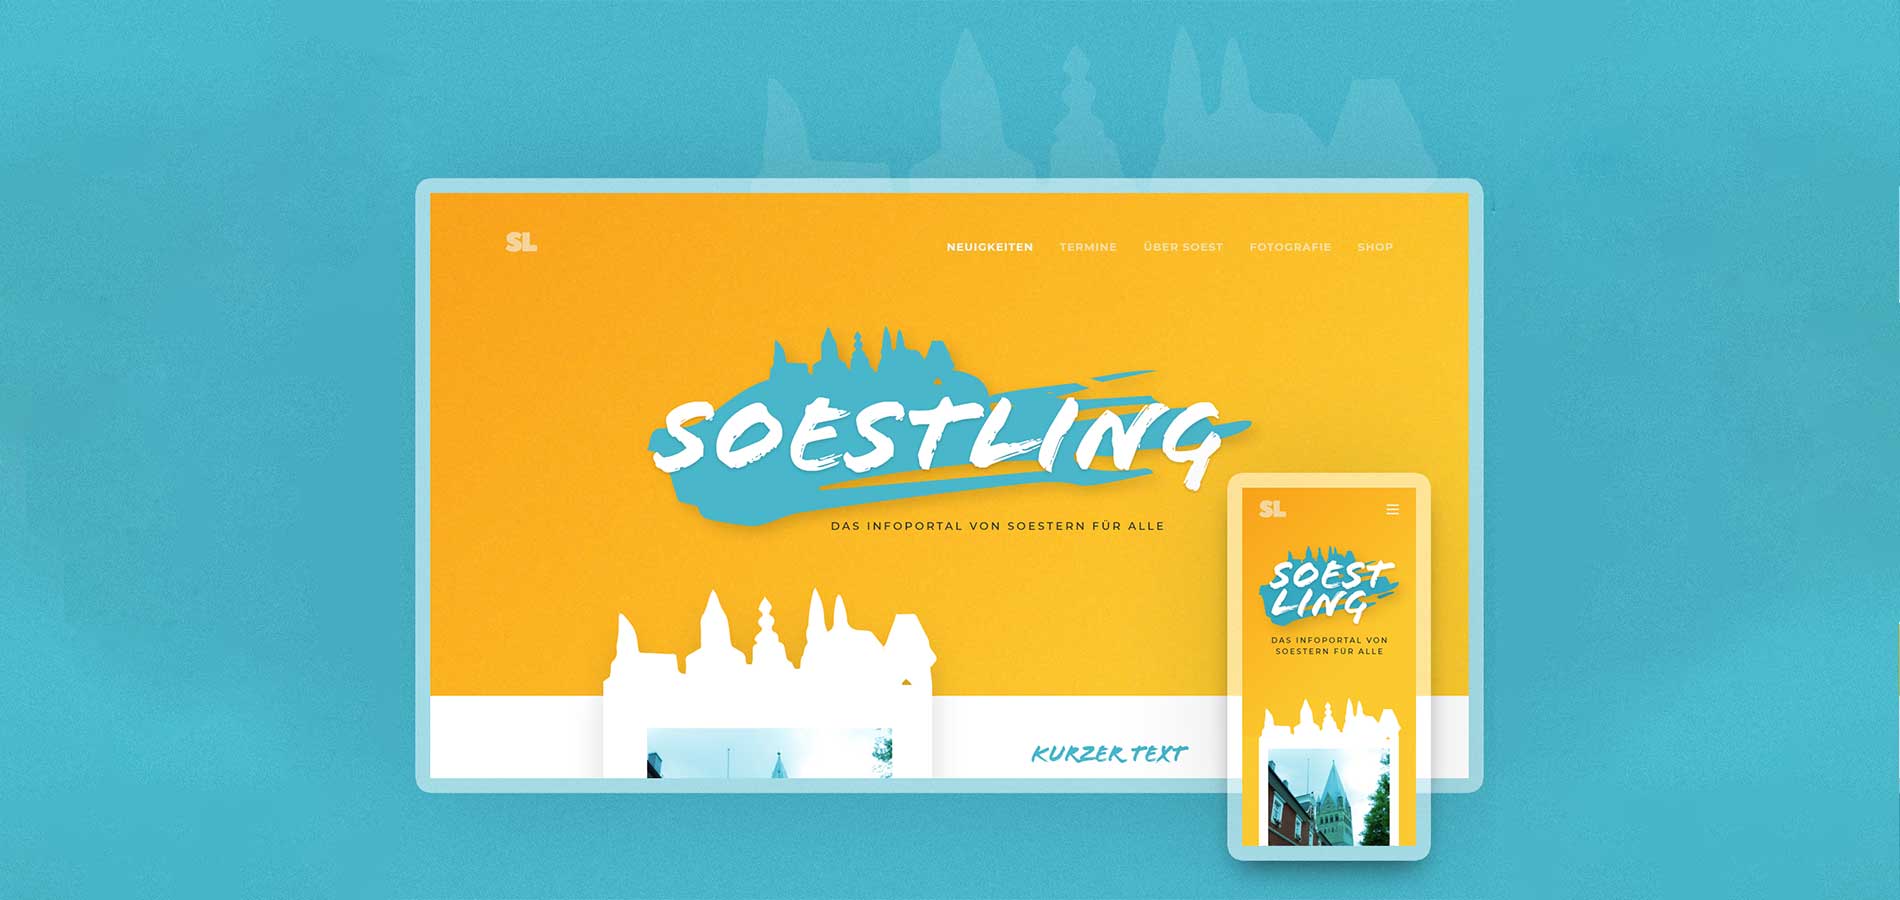 SL
NEUIGKEITEN TERMINE ÜBER SOEST FOTOGRAFIE SHOP
SOESTLING
DAS INFOPORTAL VON SOESTERN FÜR ALLE
KURZER TEXT
SL
SOEST
LING
DAS INFOPORTAL VON
SOESTERN FÜR ALLE